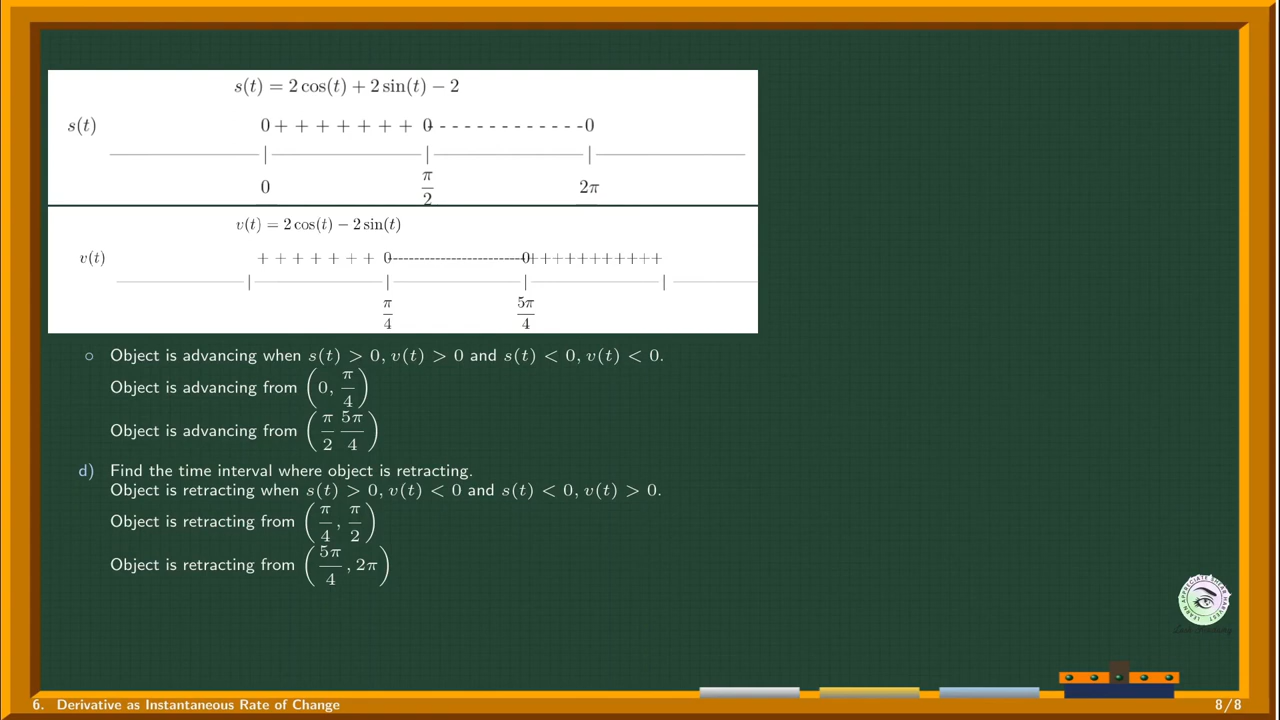 s(t) = 2 cos(t) + 2 sin(t) − 2
s(t) 0 + + + + + + + 0 - - - - - - - - - - - - 0
0 π/2 2π
v(t) = 2 cos(t) − 2 sin(t)
v(t) + + + + + + + 0-------------------------0+++++++++++
π/4 5π/4
○ Object is advancing when s(t) > 0, v(t) > 0 and s(t) < 0, v(t) < 0.
Object is advancing from (0, π/4)
Object is advancing from (π/2 5π/4)
d) Find the time interval where object is retracting.
Object is retracting when s(t) > 0, v(t) < 0 and s(t) < 0, v(t) > 0.
Object is retracting from (π/4, π/2)
Object is retracting from (5π/4, 2π)
LEARN APPRECIATE SHARE HARVEST
6. Derivative as Instantaneous Rate of Change 8/8